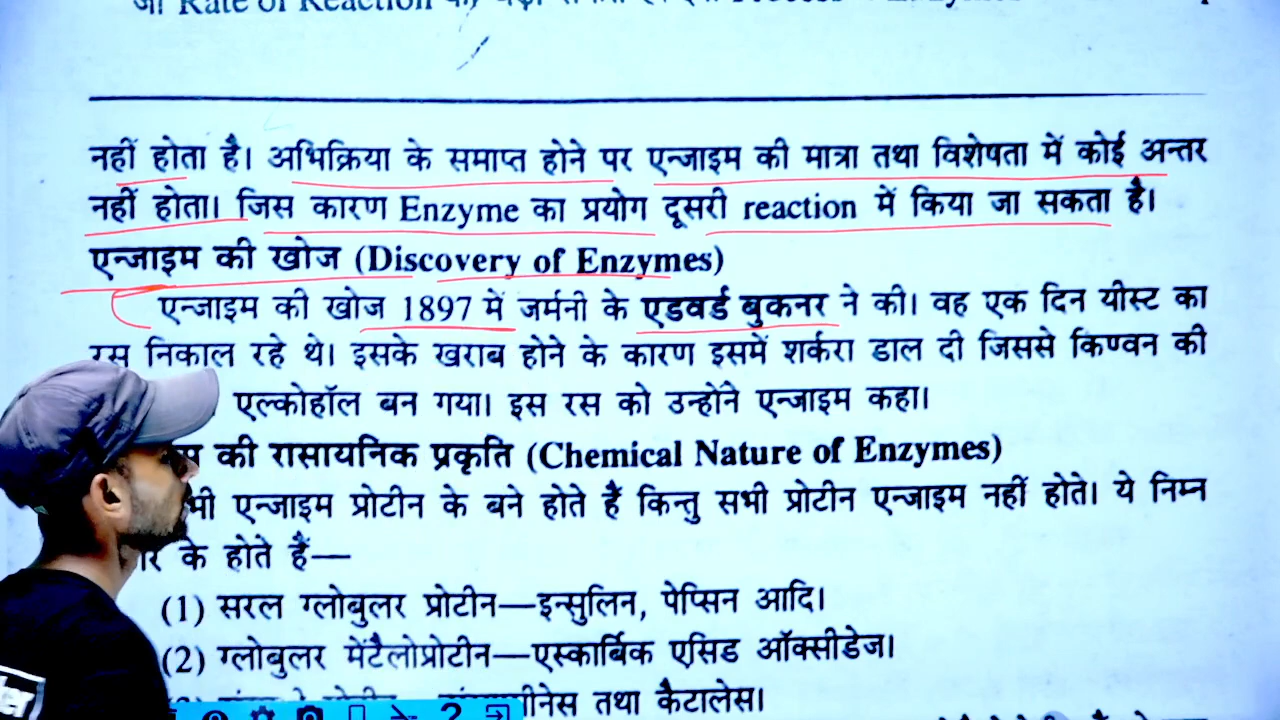 जा Rate of Reaction
नहीं होता है। अभिक्रिया के समाप्त होने पर एन्जाइम की मात्रा तथा विशेषता में कोई अन्तर
नहीं होता। जिस कारण Enzyme का प्रयोग दूसरी reaction में किया जा सकता है।
एन्जाइम की खोज (Discovery of Enzymes)
एन्जाइम की खोज 1897 में जर्मनी के एडवर्ड बुकनर ने की। वह एक दिन यीस्ट का
रस निकाल रहे थे। इसके खराब होने के कारण इसमें शर्करा डाल दी जिससे किण्वन की
एल्कोहॉल बन गया। इस रस को उन्होंने एन्जाइम कहा।
की रासायनिक प्रकृति (Chemical Nature of Enzymes)
एन्जाइम प्रोटीन के बने होते हैं किन्तु सभी प्रोटीन एन्जाइम नहीं होते। ये निम्न
के होते हैं—
(1) सरल ग्लोबुलर प्रोटीन—इन्सुलिन, पेप्सिन आदि।
(2) ग्लोबुलर मेंटैलोप्रोटीन—एस्कार्बिक एसिड ऑक्सीडेज।
तथा कैटालेस।